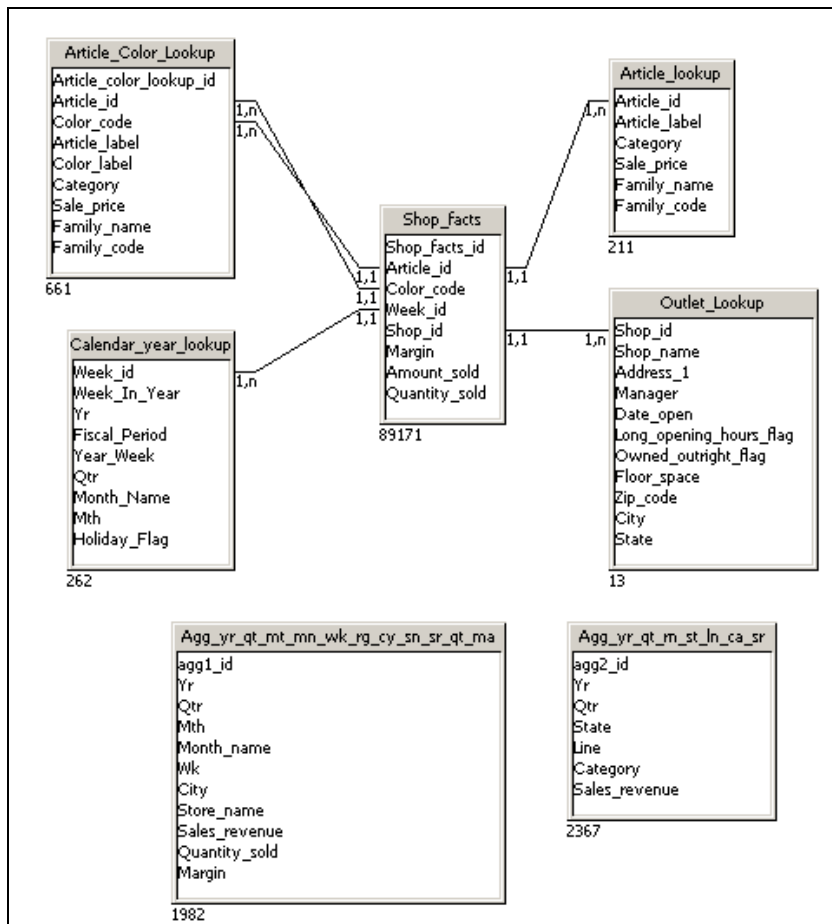 Article_Color_Lookup
Article_color_lookup_id
Article_id
Color_code
Article_label
Color_label
Category
Sale_price
Family_name
Family_code
661
1,n
1,n
Article_lookup
Article_id
Article_label
Category
Sale_price
Family_name
Family_code
211
1,n
Shop_facts
Shop_facts_id
Article_id
Color_code
Week_id
Shop_id
Margin
Amount_sold
Quantity_sold
89171
1,1
1,1
1,1
1,1
1,1
Calendar_year_lookup
Week_id
Week_In_Year
Yr
Fiscal_Period
Year_Week
Qtr
Month_Name
Mth
Holiday_Flag
262
1,n
Outlet_Lookup
Shop_id
Shop_name
Address_1
Manager
Date_open
Long_opening_hours_flag
Owned_outright_flag
Floor_space
Zip_code
City
State
13
1,n
Agg_yr_qt_mt_mn_wk_rg_cy_sn_sr_qt_ma
agg1_id
Yr
Qtr
Mth
Month_name
Wk
City
Store_name
Sales_revenue
Quantity_sold
Margin
1982
Agg_yr_qt_rn_st_ln_ca_sr
agg2_id
Yr
Qtr
State
Line
Category
Sales_revenue
2367